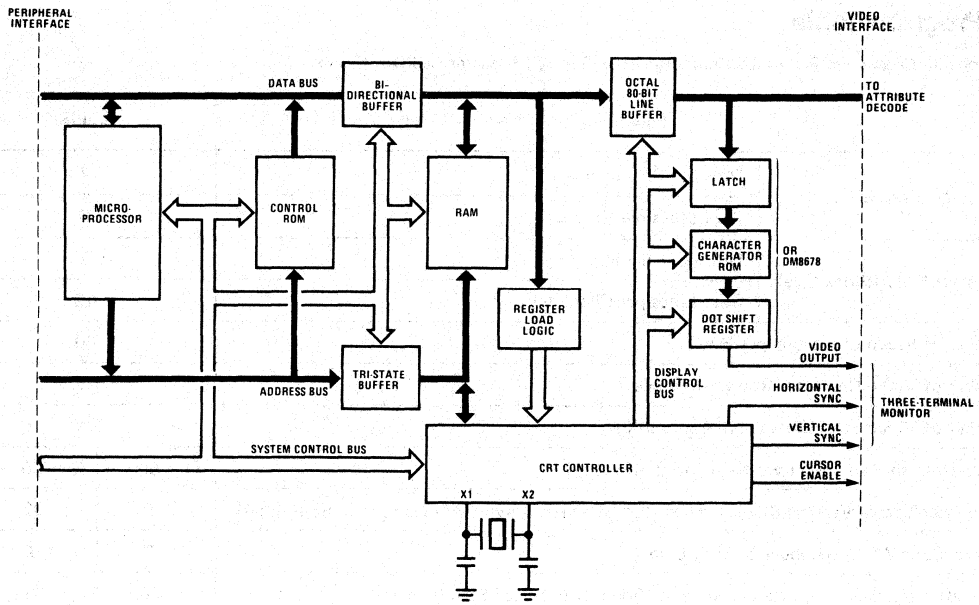 PERIPHERAL
INTERFACE
VIDEO
INTERFACE
DATA BUS
BI-
DIRECTIONAL
BUFFER
OCTAL
80-BIT
LINE
BUFFER
TO
ATTRIBUTE
DECODE
MICRO-
PROCESSOR
CONTROL
ROM
RAM
LATCH
CHARACTER
GENERATOR
ROM
OR
DM8678
DOT SHIFT
REGISTER
REGISTER
LOAD
LOGIC
TRI-STATE
BUFFER
ADDRESS BUS
DISPLAY
CONTROL
BUS
VIDEO
OUTPUT
HORIZONTAL
SYNC
THREE-TERMINAL
MONITOR
VERTICAL
SYNC
SYSTEM CONTROL BUS
CRT CONTROLLER
CURSOR
ENABLE
X1
X2